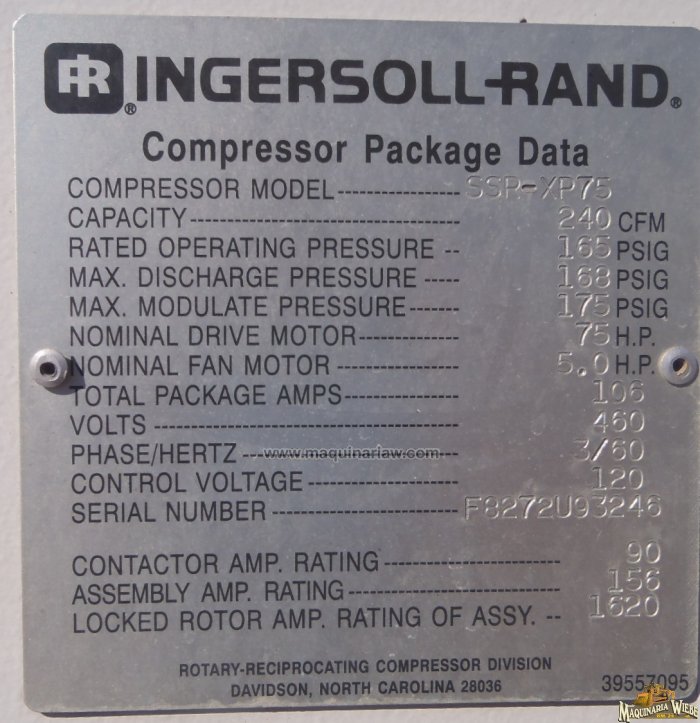 IR® INGERSOLL-RAND®
Compressor Package Data
COMPRESSOR MODEL----------------- SSR-XP75
CAPACITY------------------------------------- 240 CFM
RATED OPERATING PRESSURE -- 165 PSIG
MAX. DISCHARGE PRESSURE ----- 168 PSIG
MAX. MODULATE PRESSURE------- 175 PSIG
NOMINAL DRIVE MOTOR-------------- 75 H.P.
NOMINAL FAN MOTOR ----------------- 5.0 H.P.
TOTAL PACKAGE AMPS---------------- 106
VOLTS ------------------------------------------ 460
PHASE/HERTZ ------------------------------ 3/60
www.maquinariaw.com
CONTROL VOLTAGE --------------------- 120
SERIAL NUMBER -------------------------- F8272U93246
CONTACTOR AMP. RATING ------------------------ 90
ASSEMBLY AMP. RATING---------------------------- 156
LOCKED ROTOR AMP. RATING OF ASSY. -- 1620
ROTARY-RECIPROCATING COMPRESSOR DIVISION
DAVIDSON, NORTH CAROLINA 28036
39557095
MAQUINARIA WIEBE